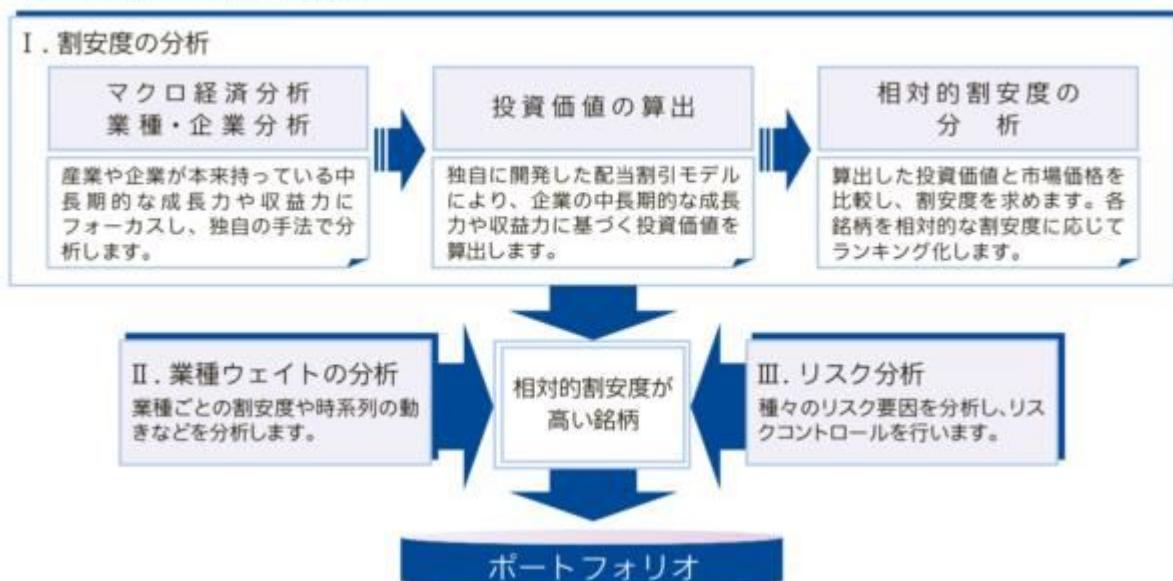 Ⅰ. 割安度の分析
マクロ経済分析
業種・企業分析
産業や企業が本来持っている中
長期的な成長力や収益力に
フォーカスし、独自の手法で分
析します。
投資価値の算出
独自に開発した配当割引モデル
により、企業の中長期的な成長
力や収益力に基づく投資価値を
算出します。
相対的割安度の
分 析
算出した投資価値と市場価格を
比較し、割安度を求めます。各
銘柄を相対的な割安度に応じて
ランキング化します。
Ⅱ. 業種ウェイトの分析
業種ごとの割安度や時系列の動
きなどを分析します。
相対的割安度が
高い銘柄
Ⅲ. リスク分析
種々のリスク要因を分析し、リス
クコントロールを行います。
ポートフォリオ